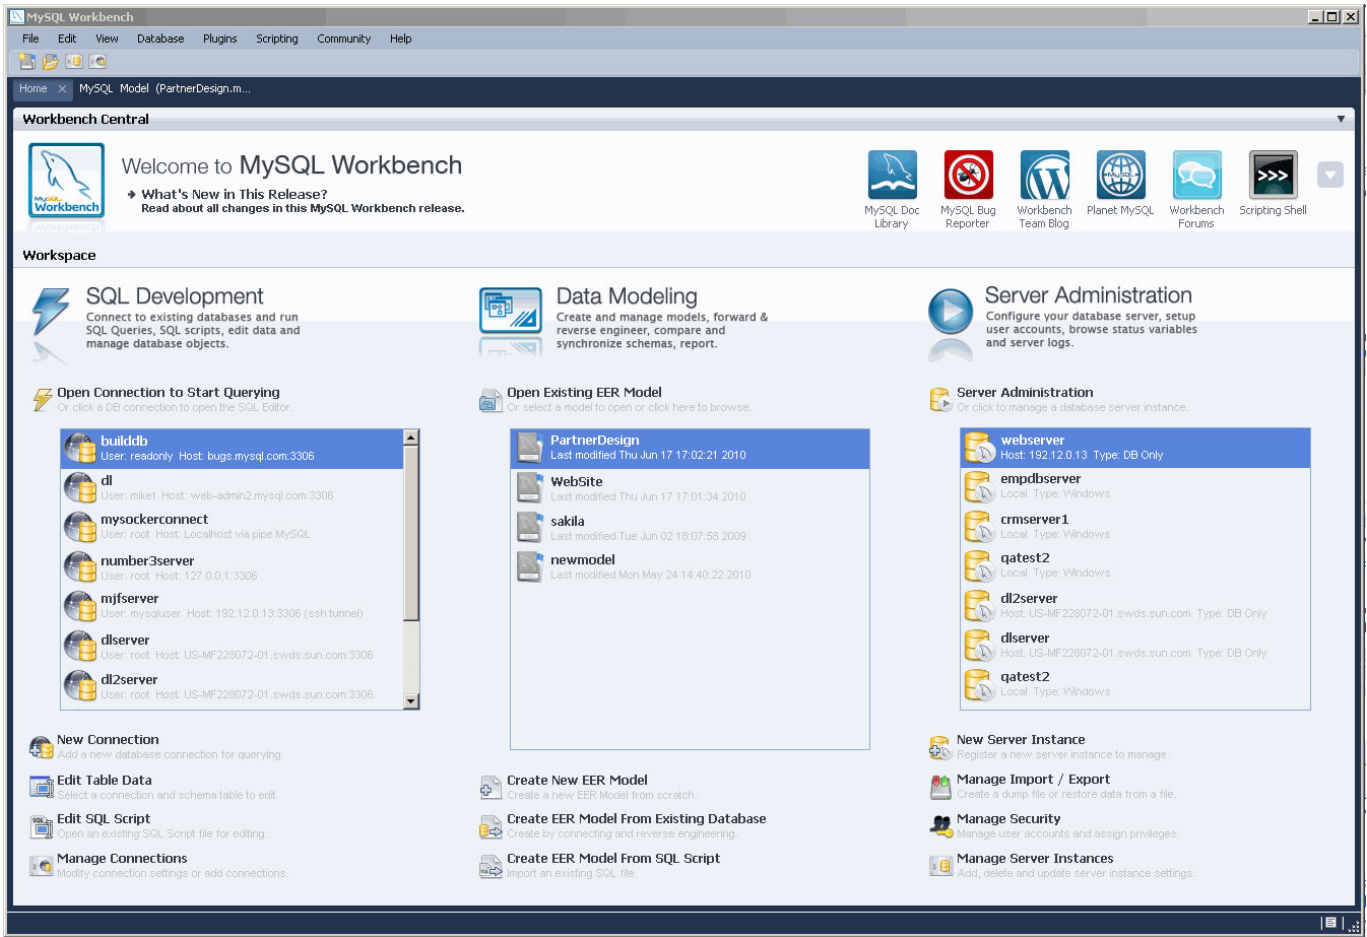 MySQL Workbench
File Edit View Database Plugins Scripting Community Help
Home MySQL Model (PartnerDesign.m...
Workbench Central
MySQL
Workbench
Welcome to MySQL Workbench
What's New in This Release?
Read about all changes in this MySQL Workbench release.
MySQL Doc
Library
MySQL Bug
Reporter
Workbench
Team Blog
MySQL
Planet MySQL
Workbench
Forums
>>>
Scripting Shell
Workspace
SQL Development
Connect to existing databases and run
SQL Queries, SQL scripts, edit data and
manage database objects.
Open Connection to Start Querying
Or click a DB connection to open the SQL Editor.
builddb
User: readonly Host: bugs.mysql.com:3306
dl
User: mikef Host: web-admin2.mysql.com:3306
mysockerconnect
User: root Host: Localhost via pipe MySQL
number3server
User: root Host: 127.0.0.1:3306
mjfserver
User: mysqluser Host: 192.12.0.13:3306 (ssh tunnel)
dlserver
User: root Host: US-MF228072-01.swds.sun.com:3306
dl2server
User: root Host: US-MF228072-01.swds.sun.com:3306
New Connection
Add a new database connection for querying.
Edit Table Data
Select a connection and schema table to edit.
Edit SQL Script
Open an existing SQL Script file for editing.
Manage Connections
Modify connection settings or add connections.
Data Modeling
Create and manage models, forward &
reverse engineer, compare and
synchronize schemas, report.
Open Existing EER Model
Or select a model to open or click here to browse.
PartnerDesign
Last modified Thu Jun 17 17:02:21 2010
WebSite
Last modified Thu Jun 17 17:01:34 2010
sakila
Last modified Tue Jun 02 18:07:58 2009
newmodel
Last modified Mon May 24 14:40:22 2010
Create New EER Model
Create a new EER Model from scratch.
Create EER Model From Existing Database
Create by connecting and reverse engineering.
Create EER Model From SQL Script
Import an existing SQL file.
Server Administration
Configure your database server, setup
user accounts, browse status variables
and server logs.
Server Administration
Or click to manage a database server instance.
webserver
Host: 192.12.0.13 Type: DB Only
empdbserver
Local Type: Windows
crmserver1
Local Type: Windows
qatest2
Local Type: Windows
dl2server
Host: US-MF228072-01.swds.sun.com Type: DB Only
dlserver
Host: US-MF228072-01.swds.sun.com Type: DB Only
qatest2
Local Type: Windows
New Server Instance
Register a new server instance to manage.
Manage Import / Export
Create a dump file or restore data from a file.
Manage Security
Manage user accounts and assign privileges.
Manage Server Instances
Add, delete and update server instance settings.